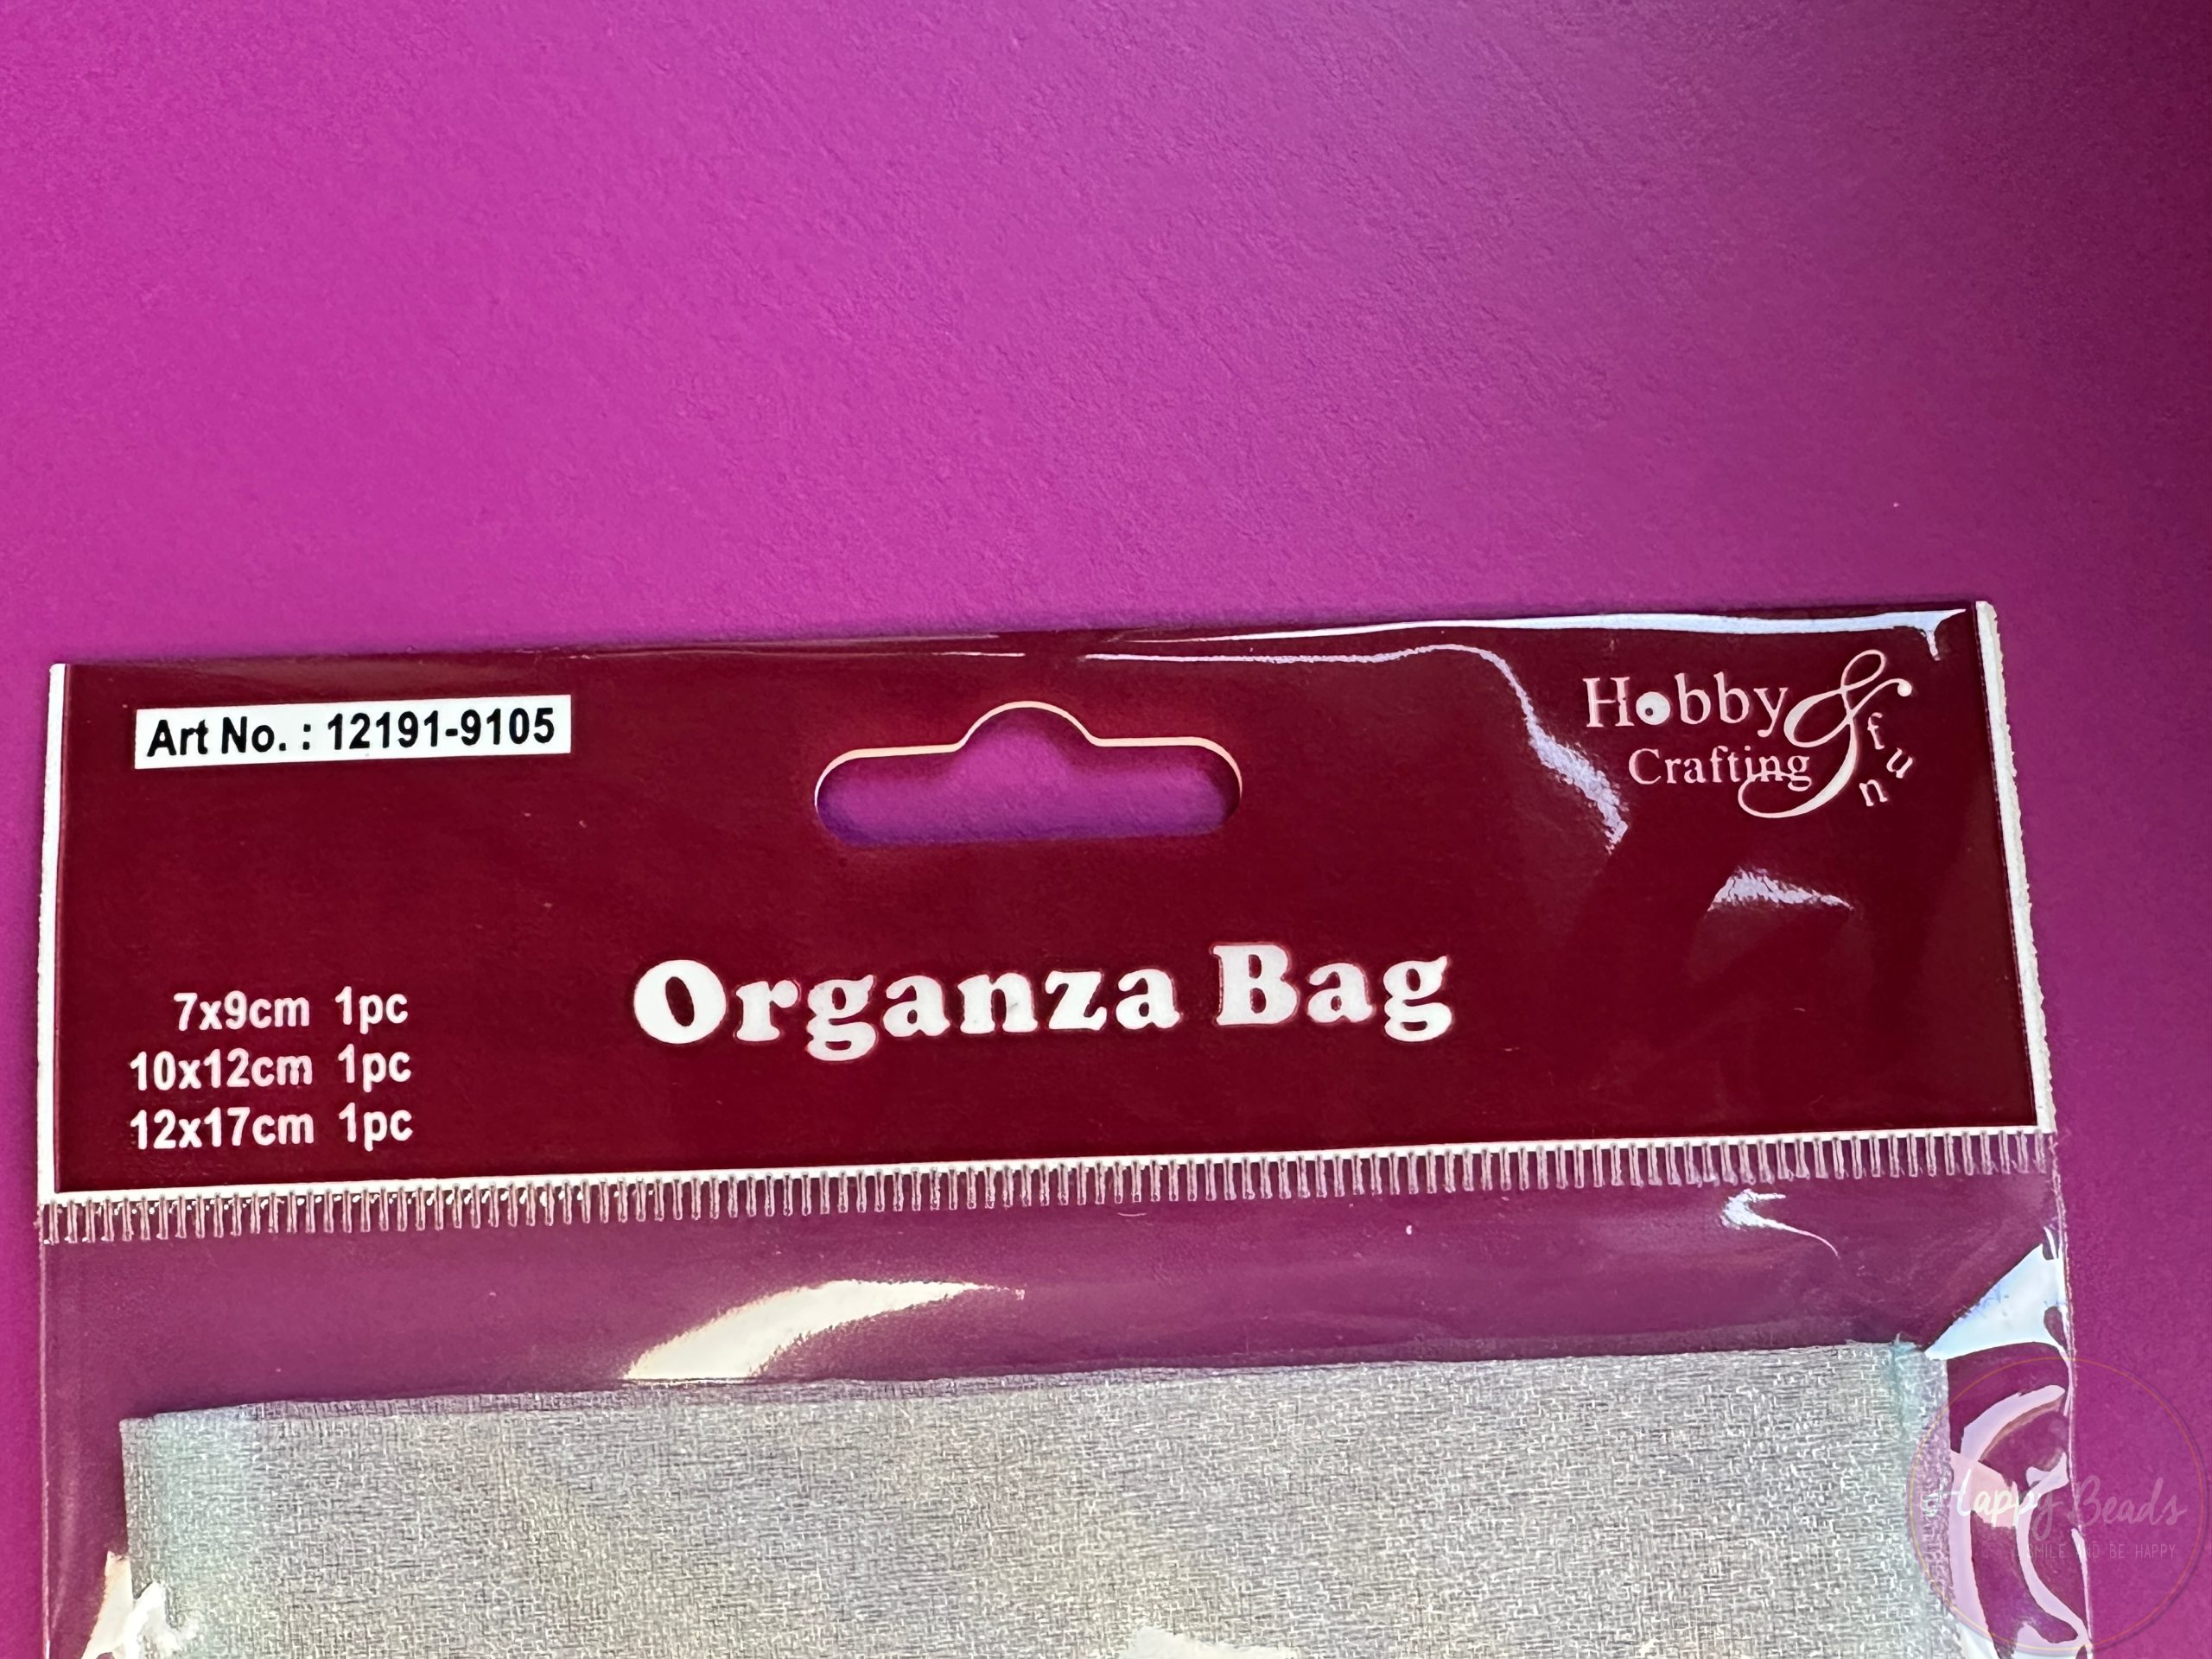 Art No. : 12191-9105
Hobby &
Crafting fun
Organza Bag
7x9cm 1pc
10x12cm 1pc
12x17cm 1pc
Happy Beads
SMILE AND BE HAPPY